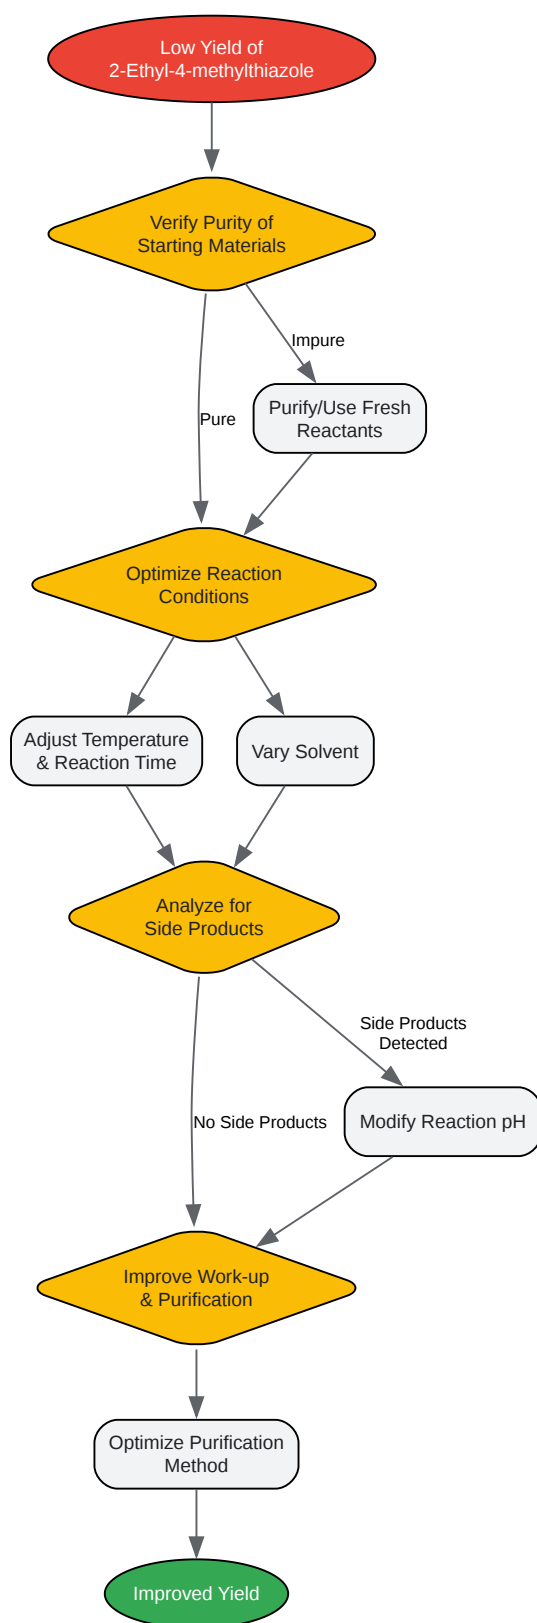 Low Yield of
2-Ethyl-4-methylthiazole
Verify Purity of
Starting Materials
Impure
Pure
Purify/Use Fresh
Reactants
Optimize Reaction
Conditions
Adjust Temperature
& Reaction Time
Vary Solvent
Analyze for
Side Products
Side Products
Detected
No Side Products
Modify Reaction pH
Improve Work-up
& Purification
Optimize Purification
Method
Improved Yield